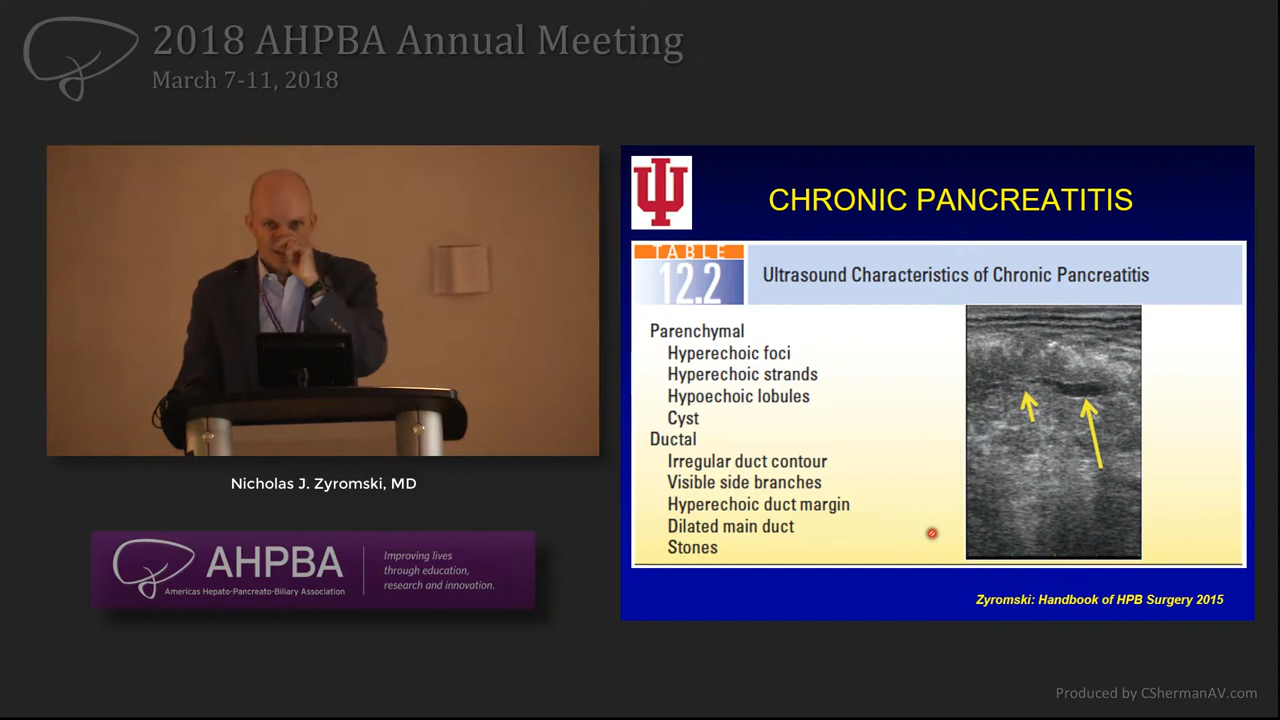 2018 AHPBA Annual Meeting
March 7-11, 2018
Nicholas J. Zyromski, MD
AHPBA
Americas Hepato-Pancreato-Biliary Association
Improving lives
through education,
research and innovation.
CHRONIC PANCREATITIS
TABLE
12.2
Ultrasound Characteristics of Chronic Pancreatitis
Parenchymal
Hyperechoic foci
Hyperechoic strands
Hypoechoic lobules
Cyst
Ductal
Irregular duct contour
Visible side branches
Hyperechoic duct margin
Dilated main duct
Stones
Zyromski: Handbook of HPB Surgery 2015
Produced by CShermanAV.com